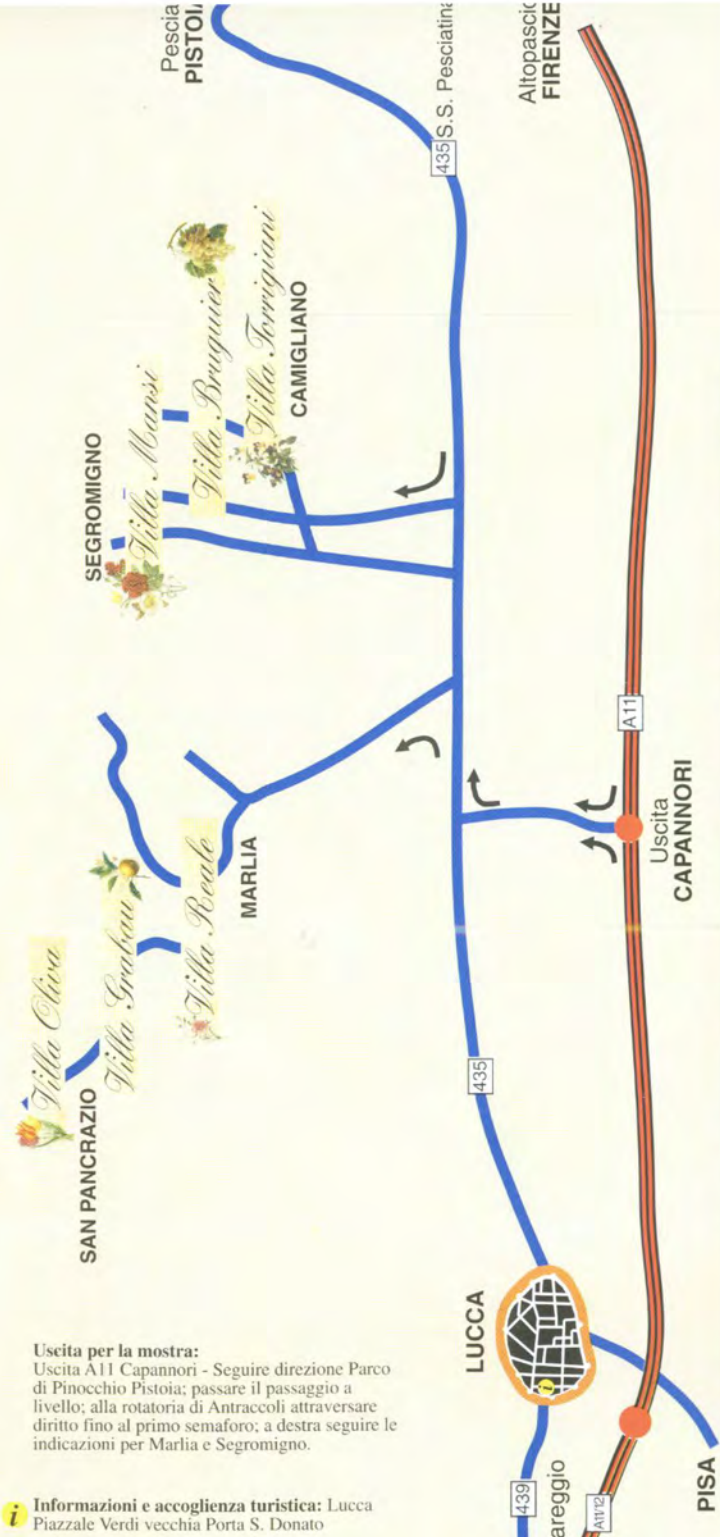 Pescia
PISTOIA
435 S.S. Pesciatina
Altopascio
FIRENZE
SEGROMIGNO
Villa Mansi
Villa Bruguier
Villa Torrigiani
CAMIGLIANO
A11
Uscita
CAPANNORI
MARLIA
Villa Reale
Villa Grabau
Villa Oliva
SAN PANCRAZIO
435
LUCCA
i
439
areggio
A11/12
PISA
Uscita per la mostra:
Uscita A11 Capannori - Seguire direzione Parco
di Pinocchio Pistoia; passare il passaggio a
livello; alla rotatoria di Antraccoli attraversare
diritto fino al primo semaforo; a destra seguire le
indicazioni per Marlia e Segromigno.
i Informazioni e accoglienza turistica: Lucca
Piazzale Verdi vecchia Porta S. Donato